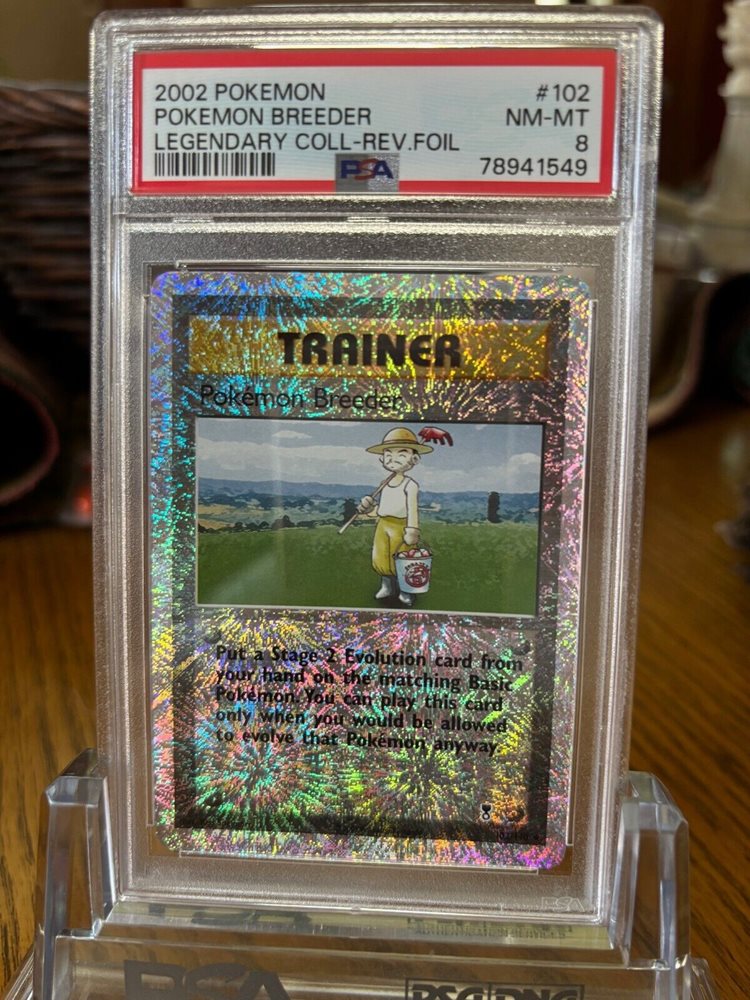 2002 POKEMON #102
POKEMON BREEDER NM-MT
LEGENDARY COLL-REV.FOIL 8
PSA 78941549
TRAINER
Pokémon Breeder
Put a Stage 2 Evolution card from
your hand on the matching Basic
Pokémon. You can play this card
only when you would be allowed
to evolve that Pokémon anyway.
PSA
PSA